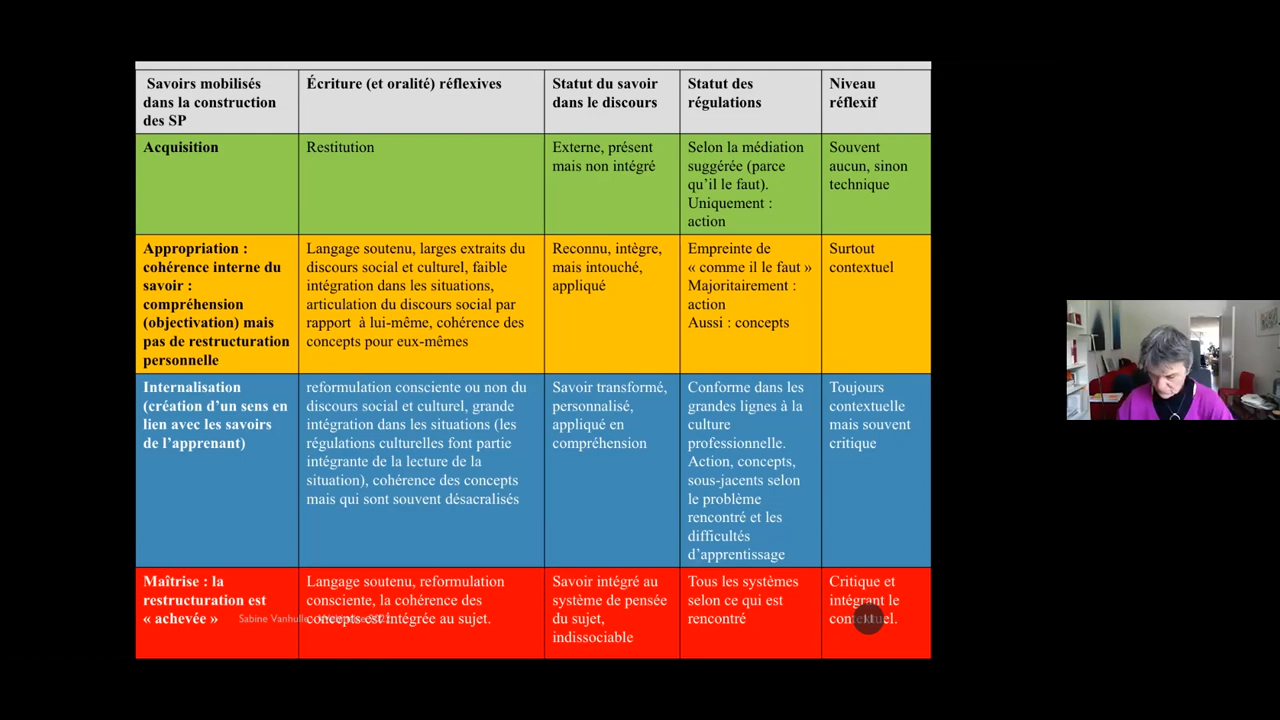 Savoirs mobilisés
dans la construction
des SP
Écriture (et oralité) réflexives
Statut du savoir
dans le discours
Statut des
régulations
Niveau
réflexif
Acquisition
Restitution
Externe, présent
mais non intégré
Selon la médiation
suggérée (parce
qu’il le faut).
Uniquement :
action
Souvent
aucun, sinon
technique
Appropriation :
cohérence interne du
savoir :
compréhension
(objectivation) mais
pas de restructuration
personnelle
Langage soutenu, larges extraits du
discours social et culturel, faible
intégration dans les situations,
articulation du discours social par
rapport à lui-même, cohérence des
concepts pour eux-mêmes
Reconnu, intègre,
mais intouché,
appliqué
Empreinte de
« comme il le faut »
Majoritairement :
action
Aussi : concepts
Surtout
contextuel
Internalisation
(création d’un sens en
lien avec les savoirs
de l’apprenant)
reformulation consciente ou non du
discours social et culturel, grande
intégration dans les situations (les
régulations culturelles font partie
intégrante de la lecture de la
situation), cohérence des concepts
mais qui sont souvent désacralisés
Savoir transformé,
personnalisé,
appliqué en
compréhension
Conforme dans les
grandes lignes à la
culture
professionnelle.
Action, concepts,
sous-jacents selon
le problème
rencontré et les
difficultés
d’apprentissage
Toujours
contextuelle
mais souvent
critique
Maîtrise : la
restructuration est
« achevée »
Langage soutenu, reformulation
consciente, la cohérence des
concepts est intégrée au sujet.
Savoir intégré au
système de pensée
du sujet,
indissociable
Tous les systèmes
selon ce qui est
rencontré
Critique et
intégrant le
contextuel.
Sabine Vanhulle